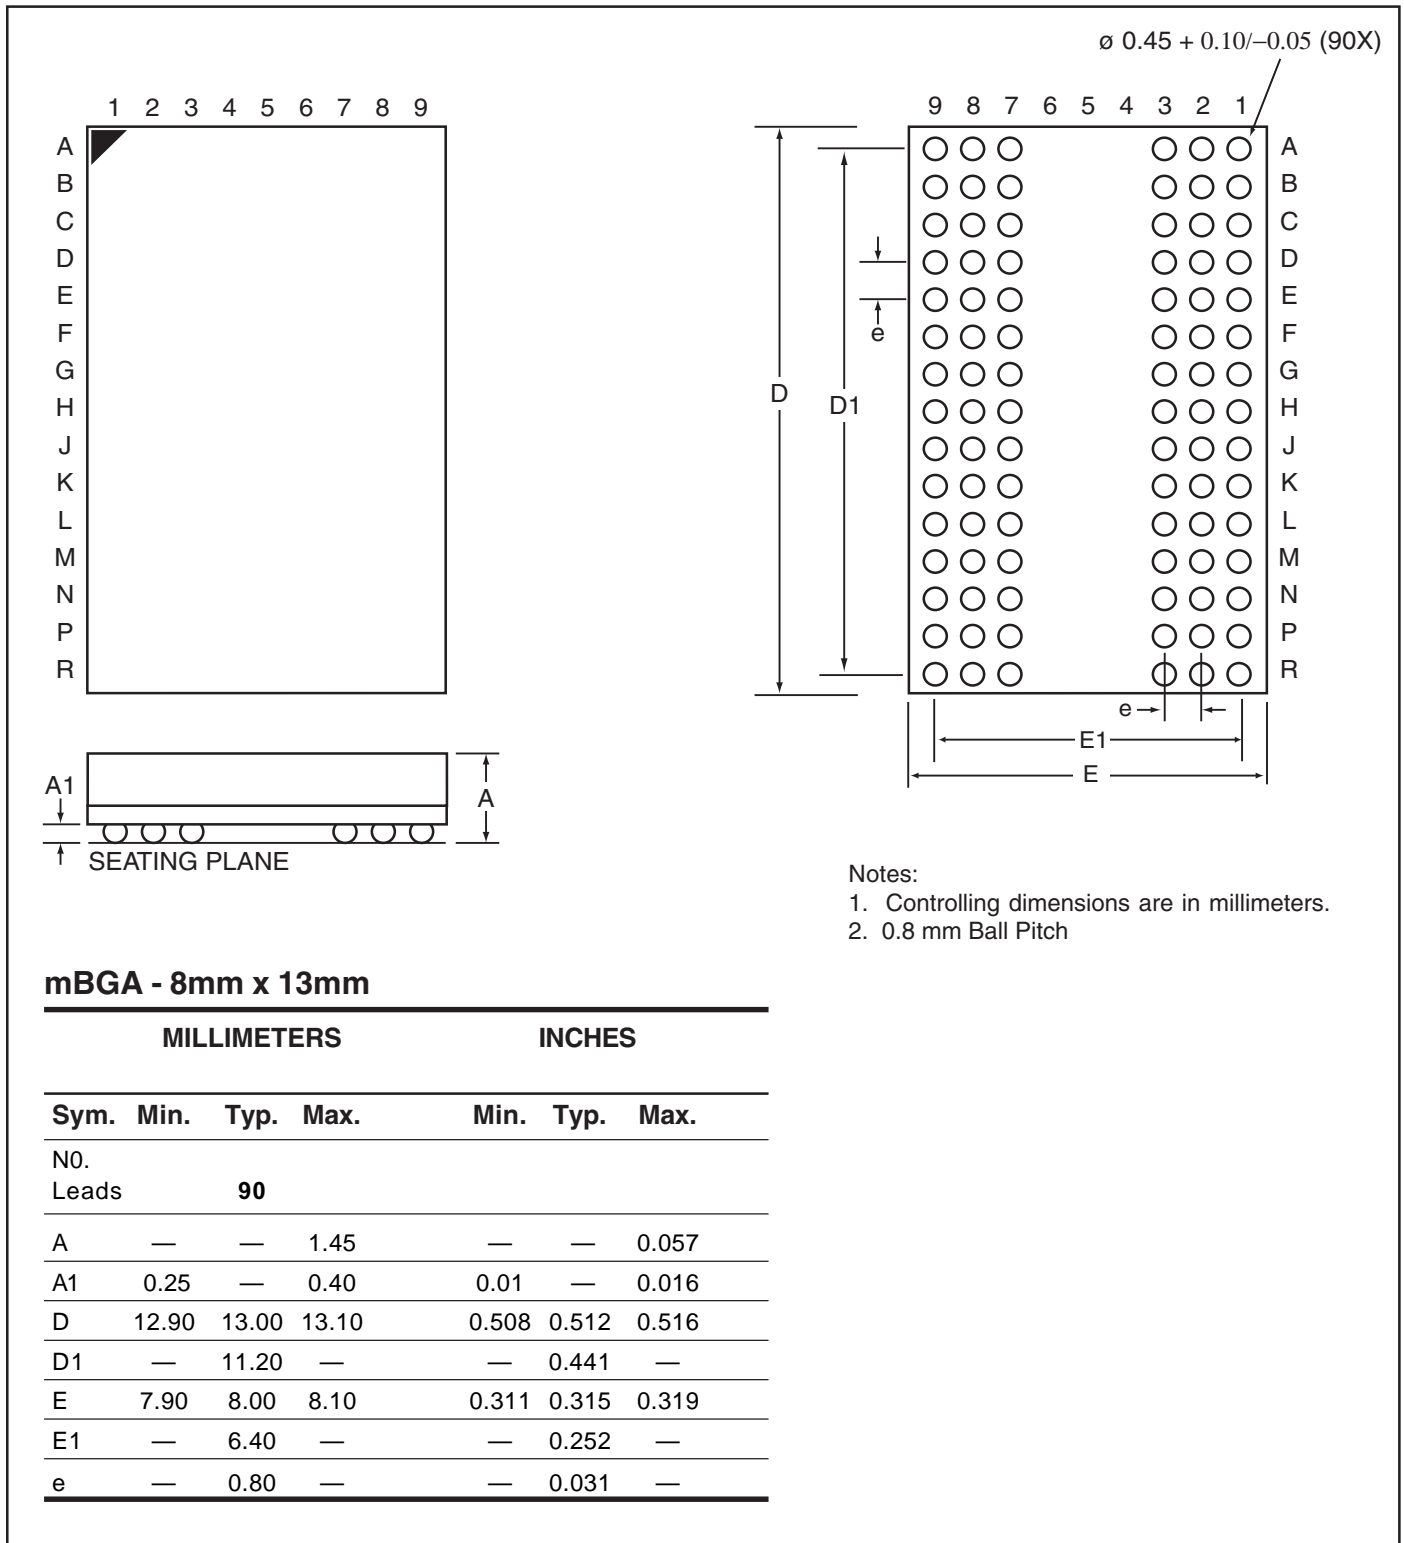 ø 0.45 + 0.10/–0.05 (90X)
1 2 3 4 5 6 7 8 9
A
B
C
D
E
F
G
H
J
K
L
M
N
P
R
9 8 7 6 5 4 3 2 1
A
B
C
D
E
F
G
H
J
K
L
M
N
P
R
e
D
D1
e
E1
E
A1
A
SEATING PLANE
Notes:
1. Controlling dimensions are in millimeters.
2. 0.8 mm Ball Pitch
mBGA - 8mm x 13mm
MILLIMETERS INCHES
Sym. Min. Typ. Max. Min. Typ. Max.
N0.
Leads 90
A — — 1.45 — — 0.057
A1 0.25 — 0.40 0.01 — 0.016
D 12.90 13.00 13.10 0.508 0.512 0.516
D1 — 11.20 — — 0.441 —
E 7.90 8.00 8.10 0.311 0.315 0.319
E1 — 6.40 — — 0.252 —
e — 0.80 — — 0.031 —